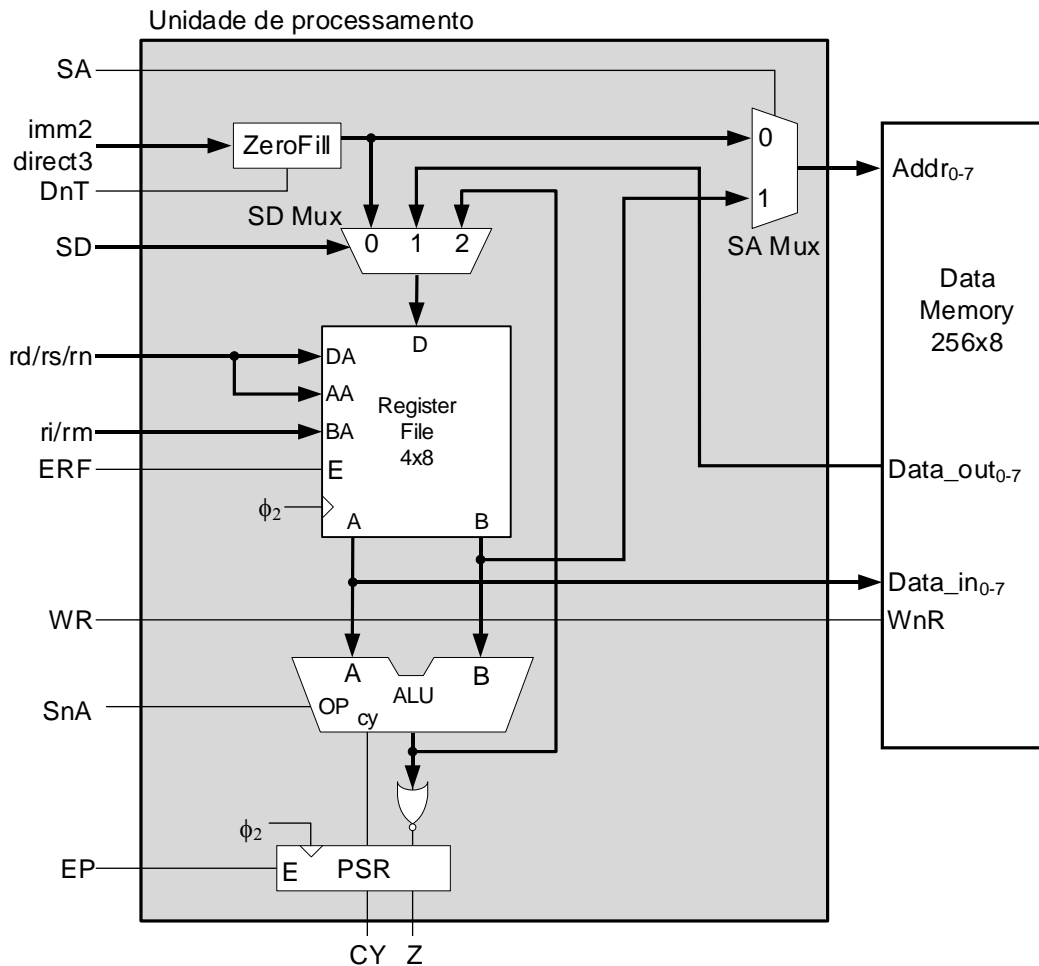 Unidade de processamento
SA
imm2
direct3
DnT
ZeroFill
0
1
SA Mux
Addr0-7
SD Mux
SD
0 1 2
Data
Memory
256x8
rd/rs/rn
D
DA
AA
BA
E
Register
File
4x8
ri/rm
ERF
ϕ2
A
B
Data_out0-7
Data_in0-7
WR
WnR
A
B
ALU
OP
cy
SnA
ϕ2
EP
E
PSR
CY Z